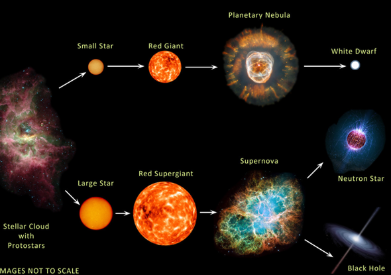 Planetary Nebula
Small Star
Red Giant
White Dwarf
Red Supergiant
Supernova
Large Star
Neutron Star
Stellar Cloud
with
Protostars
Black Hole
MAGES NOT TO SCALE